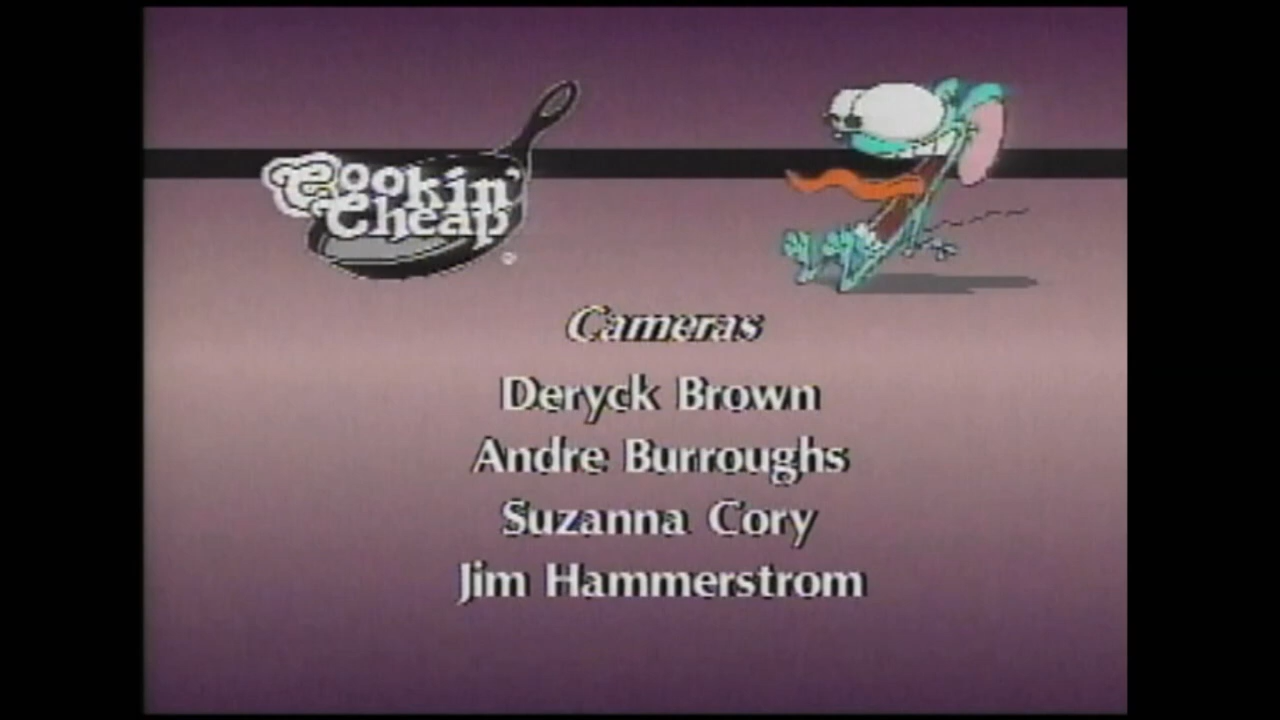 Cookin'
Cheap
®
Cameras
Deryck Brown
Andre Burroughs
Suzanna Cory
Jim Hammerstrom